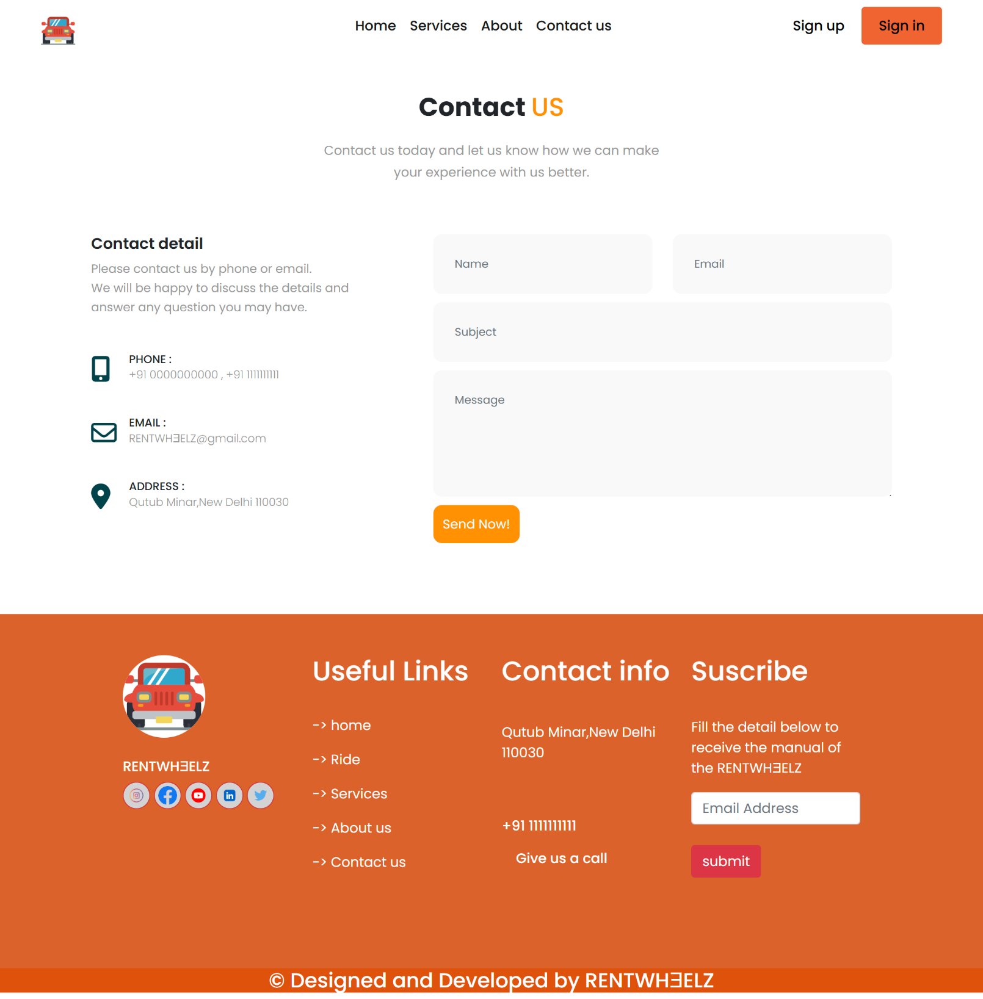 Home Services About Contact us Sign up Sign in
Contact US
Contact us today and let us know how we can make
your experience with us better.
Contact detail
Please contact us by phone or email.
We will be happy to discuss the details and
answer any question you may have.
PHONE :
+91 0000000000 , +91 1111111111
EMAIL :
RENTWHƎELZ@gmail.com
ADDRESS :
Qutub Minar,New Delhi 110030
Name Email
Subject
Message
Send Now!
RENTWHƎELZ
Useful Links
-> home
-> Ride
-> Services
-> About us
-> Contact us
Contact info
Qutub Minar,New Delhi
110030
+91 1111111111
Give us a call
Suscribe
Fill the detail below to
receive the manual of
the RENTWHƎELZ
Email Address
submit
© Designed and Developed by RENTWHƎELZ